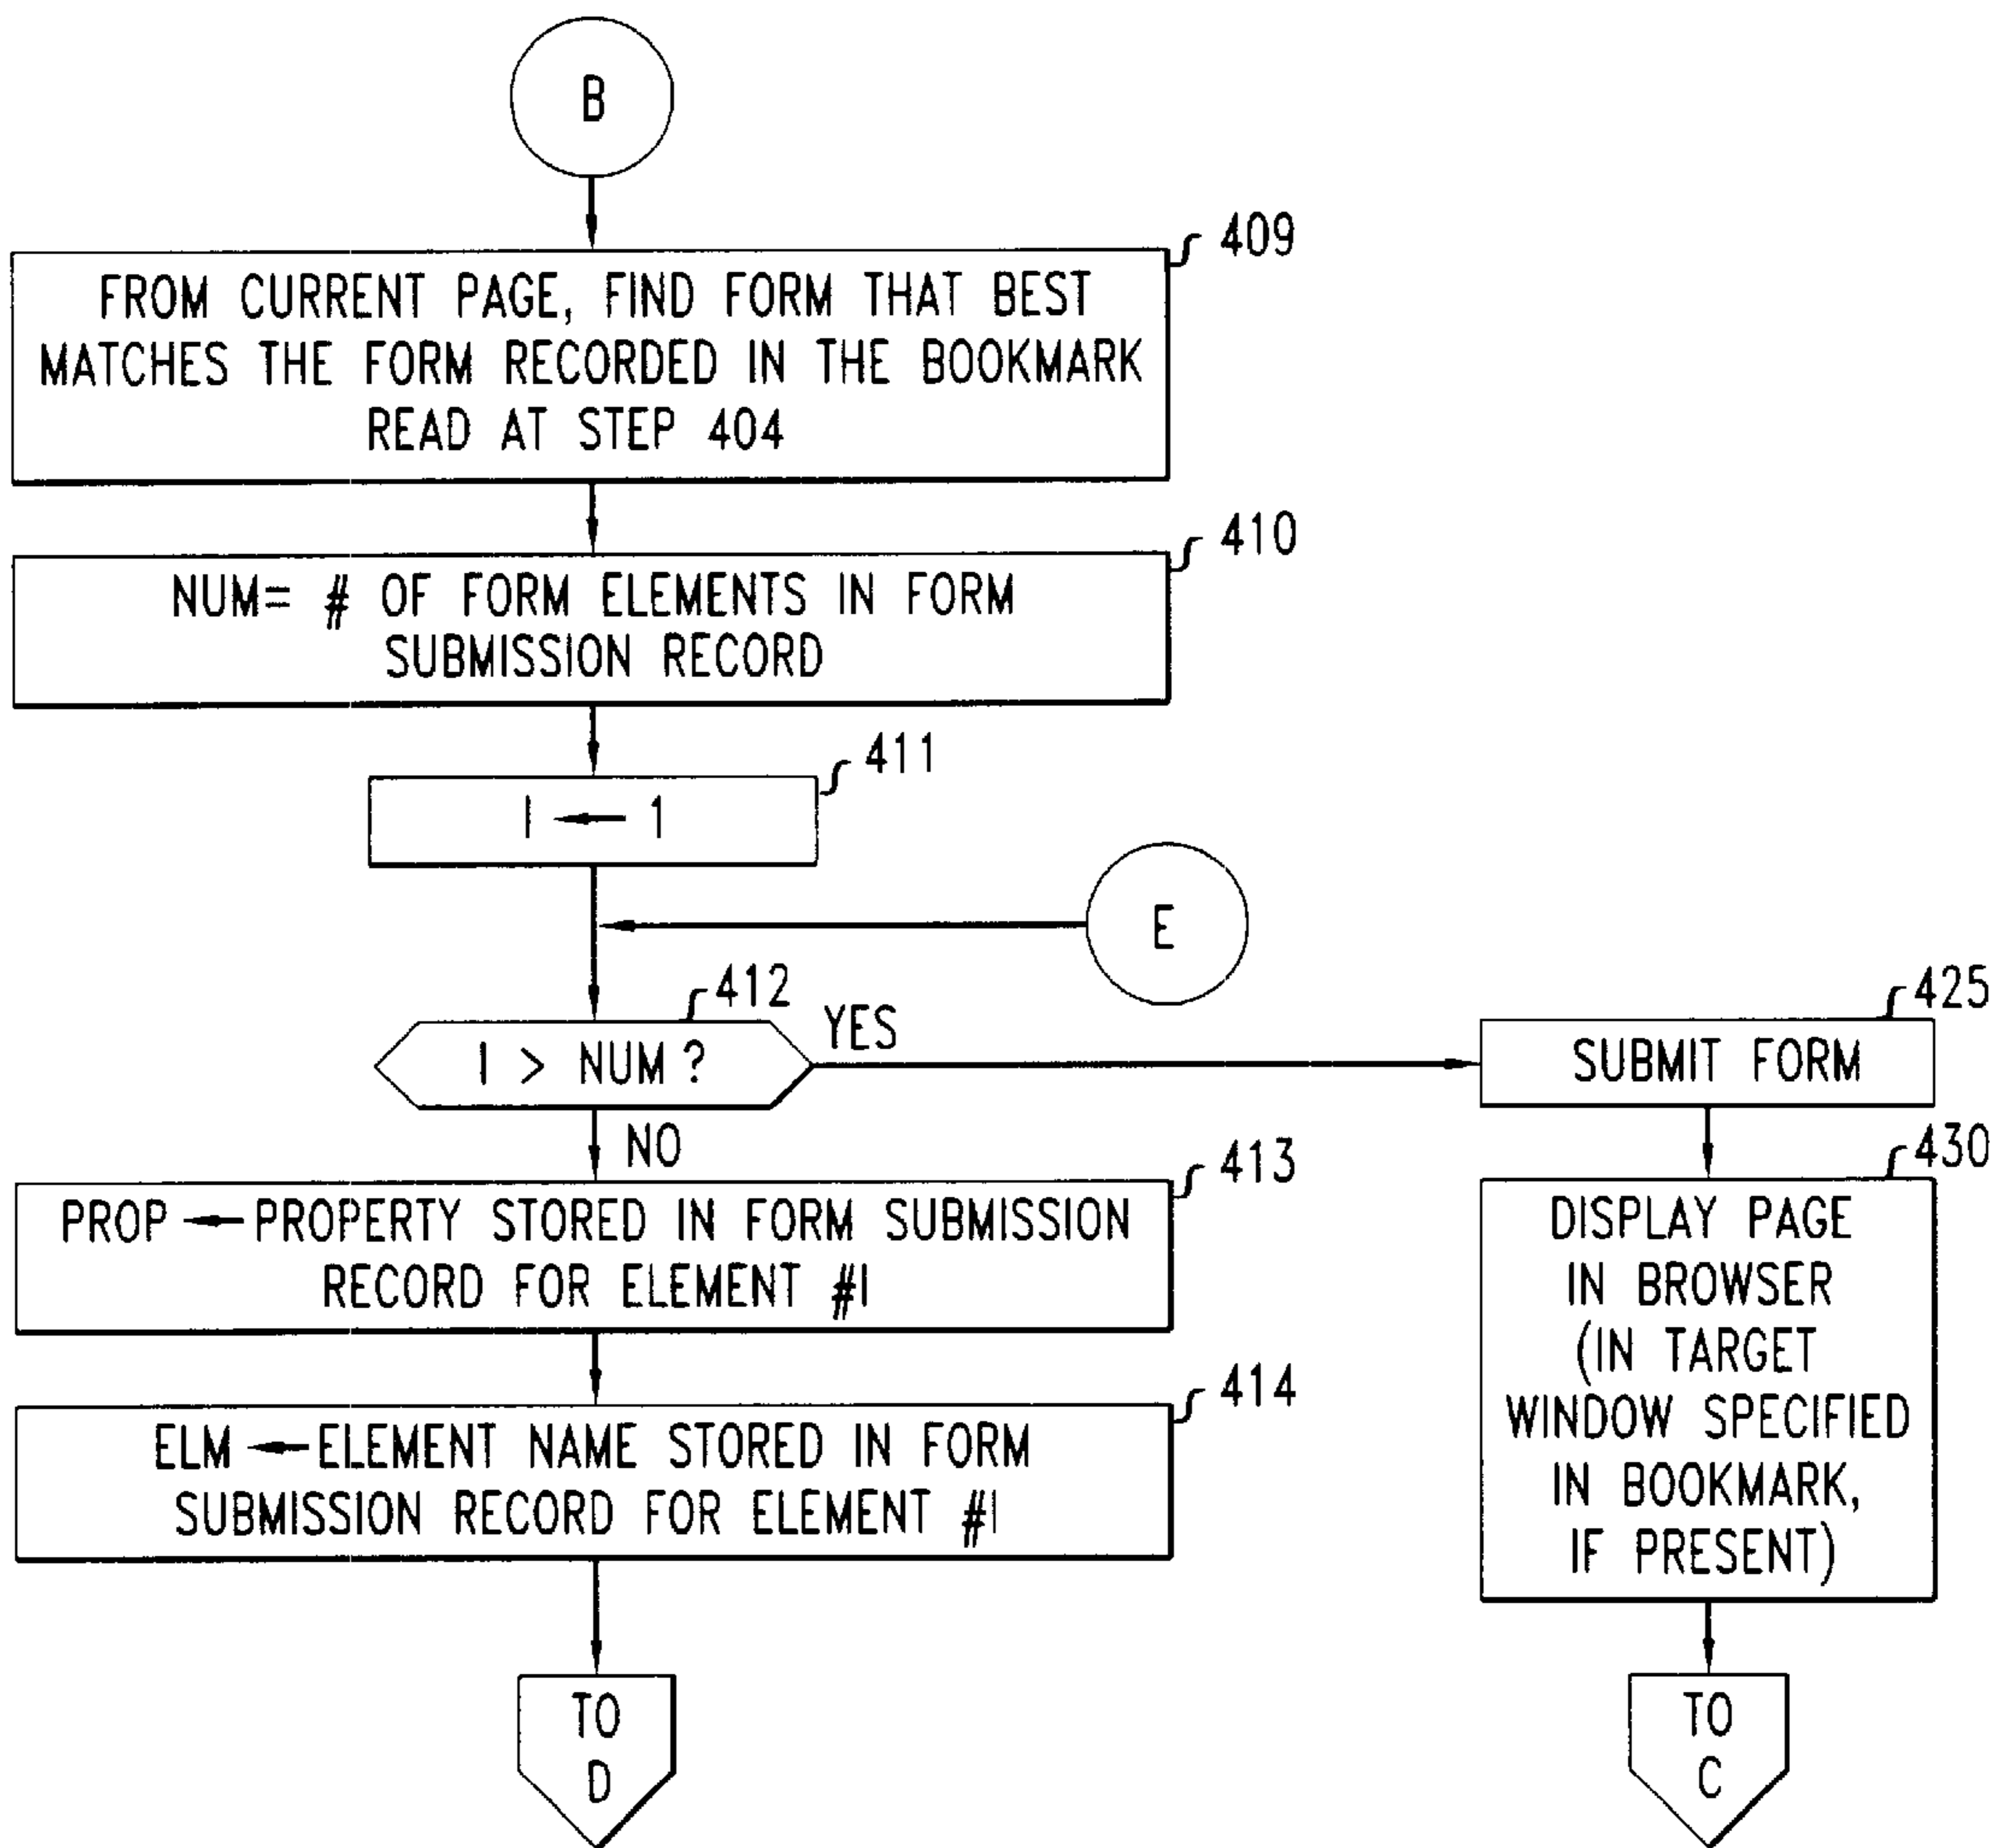 B
409
FROM CURRENT PAGE, FIND FORM THAT BEST
MATCHES THE FORM RECORDED IN THE BOOKMARK
READ AT STEP 404
410
NUM= # OF FORM ELEMENTS IN FORM
SUBMISSION RECORD
411
I ← 1
E
412
I > NUM?
YES
NO
425
SUBMIT FORM
413
PROP ← PROPERTY STORED IN FORM SUBMISSION
RECORD FOR ELEMENT #I
414
ELM ← ELEMENT NAME STORED IN FORM
SUBMISSION RECORD FOR ELEMENT #I
TO
D
430
DISPLAY PAGE
IN BROWSER
(IN TARGET
WINDOW SPECIFIED
IN BOOKMARK,
IF PRESENT)
TO
C